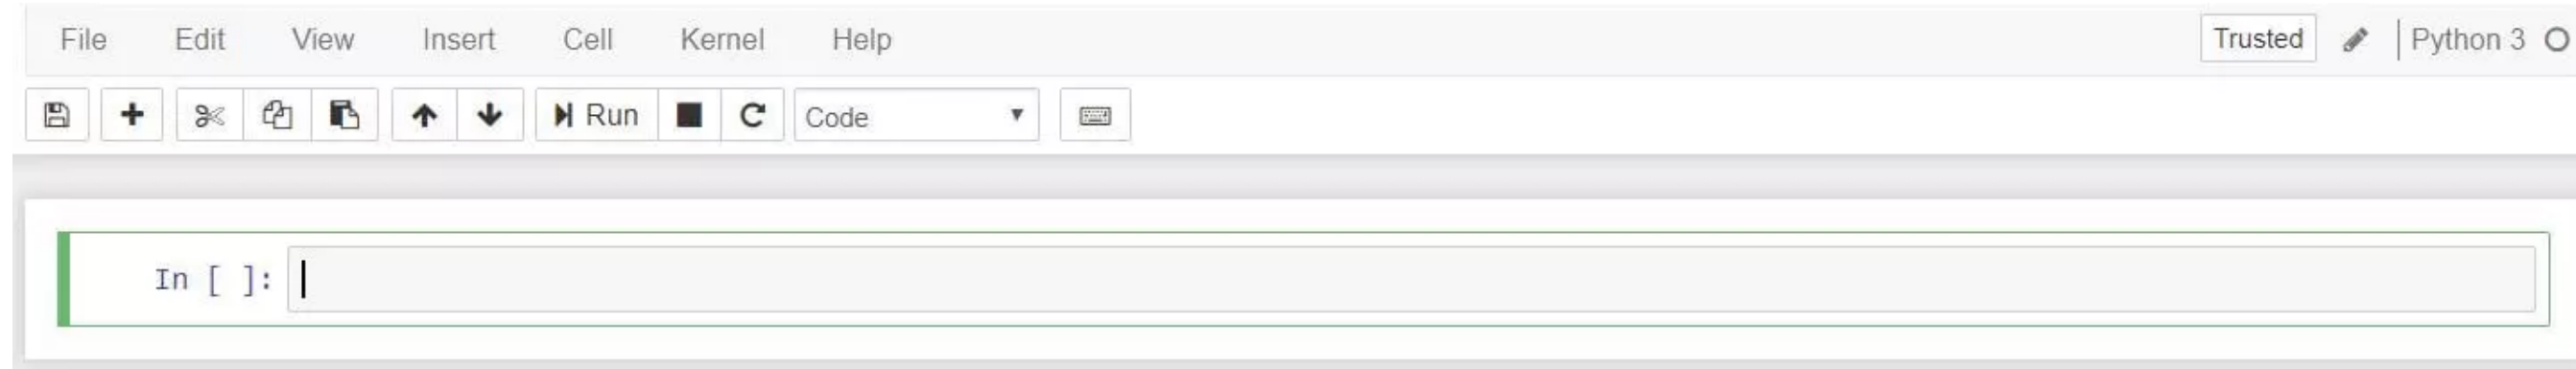 File Edit View Insert Cell Kernel Help Trusted Python 3
Run Code
In [ ]: